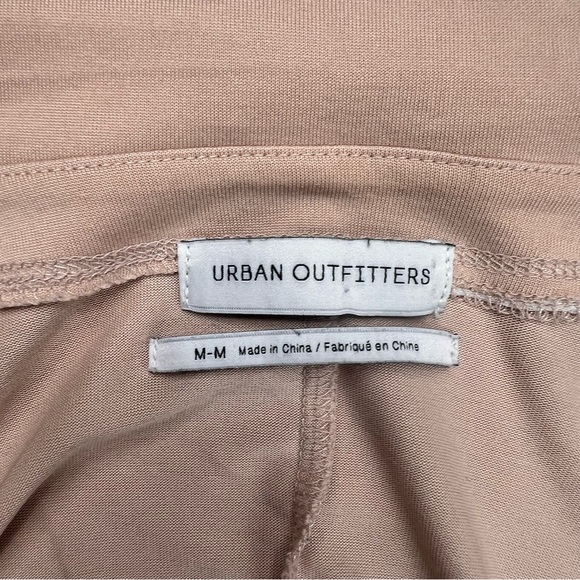 URBAN OUTFITTERS
M-M Made in China / Fabriqué en Chine